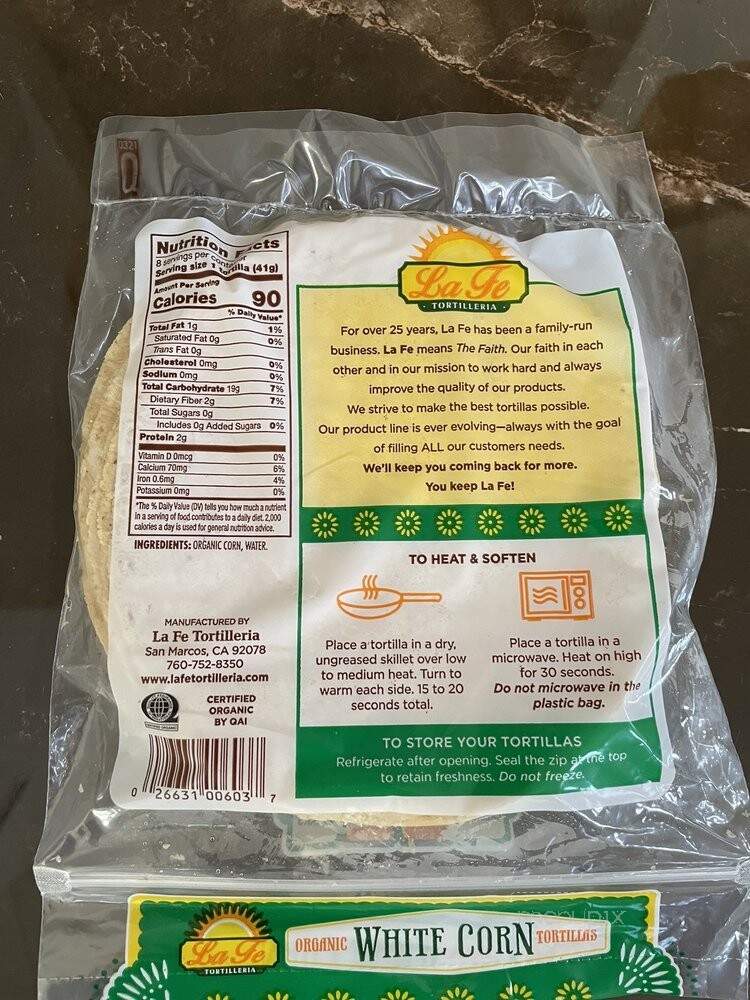 0321
Nutrition Facts
8 servings per container
Serving size 1 tortilla (41g)
Amount Per Serving
Calories 90
% Daily Value*
Total Fat 1g 1%
Saturated Fat 0g 0%
Trans Fat 0g
Cholesterol 0mg 0%
Sodium 0mg 0%
Total Carbohydrate 19g 7%
Dietary Fiber 2g 7%
Total Sugars 0g
Includes 0g Added Sugars 0%
Protein 2g
Vitamin D 0mcg 0%
Calcium 70mg 6%
Iron 0.6mg 4%
Potassium 0mg 0%
*The % Daily Value (DV) tells you how much a nutrient
in a serving of food contributes to a daily diet. 2,000
calories a day is used for general nutrition advice.
INGREDIENTS: ORGANIC CORN, WATER.
MANUFACTURED BY
La Fe Tortilleria
San Marcos, CA 92078
760-752-8350
www.lafetortilleria.com
CERTIFIED
ORGANIC
BY QAI
0 26631 00603 7
La Fe
• TORTILLERIA •
For over 25 years, La Fe has been a family-run
business. La Fe means The Faith. Our faith in each
other and in our mission to work hard and always
improve the quality of our products.
We strive to make the best tortillas possible.
Our product line is ever evolving—always with the goal
of filling ALL our customers needs.
We'll keep you coming back for more.
You keep La Fe!
TO HEAT & SOFTEN
Place a tortilla in a dry,
ungreased skillet over low
to medium heat. Turn to
warm each side. 15 to 20
seconds total.
Place a tortilla in a
microwave. Heat on high
for 30 seconds.
Do not microwave in the
plastic bag.
TO STORE YOUR TORTILLAS
Refrigerate after opening. Seal the zip at the top
to retain freshness. Do not freeze.
La Fe
TORTILLERIA
ORGANIC WHITE CORN TORTILLAS